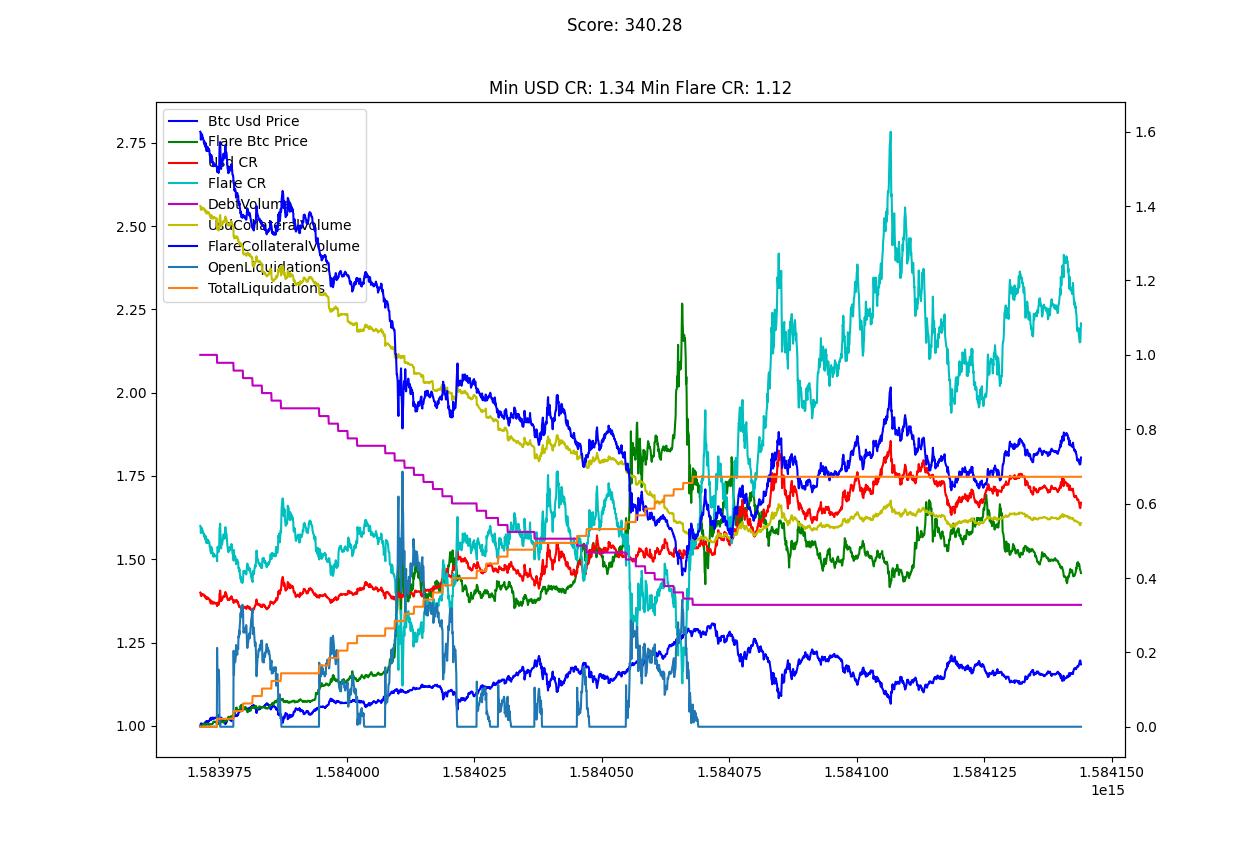 Score: 340.28
Min USD CR: 1.34 Min Flare CR: 1.12
Btc Usd Price
Flare Btc Price
Usd CR
Flare CR
DebtVolume
UsdCollateralVolume
FlareCollateralVolume
OpenLiquidations
TotalLiquidations
2.75
2.50
2.25
2.00
1.75
1.50
1.25
1.00
1.6
1.4
1.2
1.0
0.8
0.6
0.4
0.2
0.0
1.583975 1.584000 1.584025 1.584050 1.584075 1.584100 1.584125 1.584150
1e15